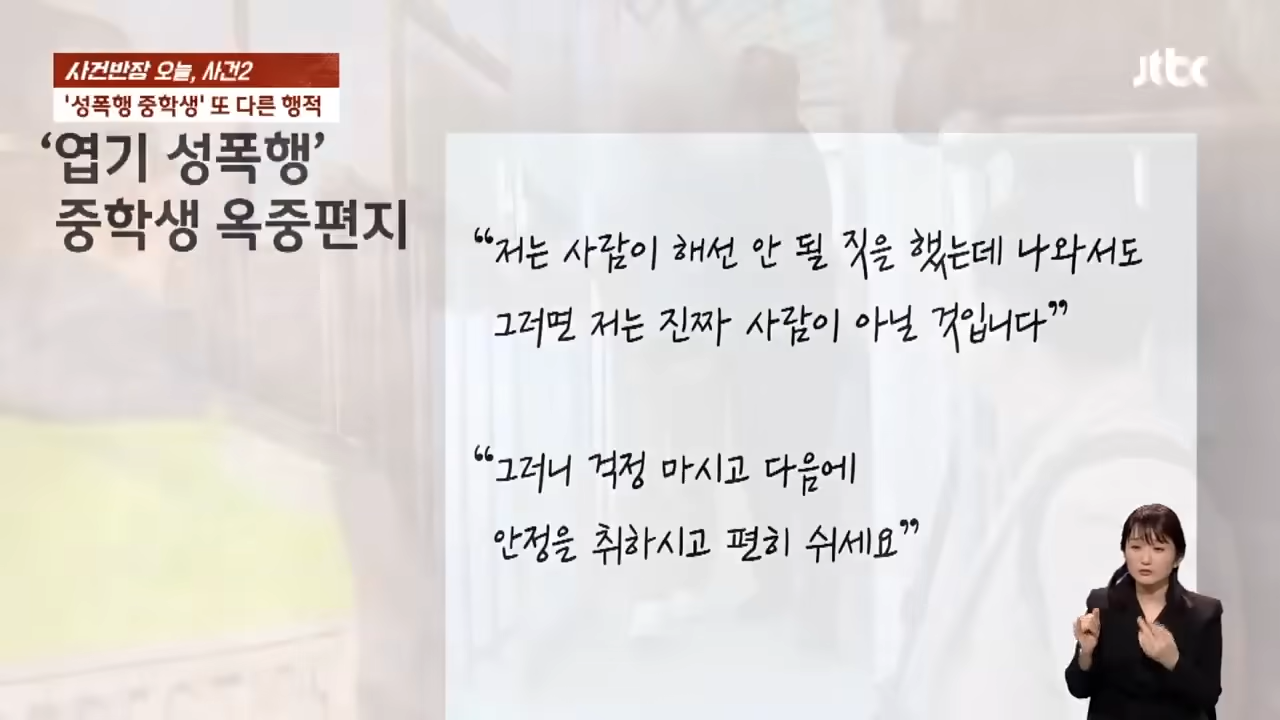 사건반장 오늘, 사건2
'성폭행 중학생' 또 다른 행적
jtbc
‘엽기 성폭행’
중학생 옥중편지
“저는 사람이 해선 안 될 짓을 했는데 나와서도
그러면 저는 진짜 사람이 아닐 것입니다”
“그러니 걱정 마시고 다음에
안정을 취하시고 편히 쉬세요”